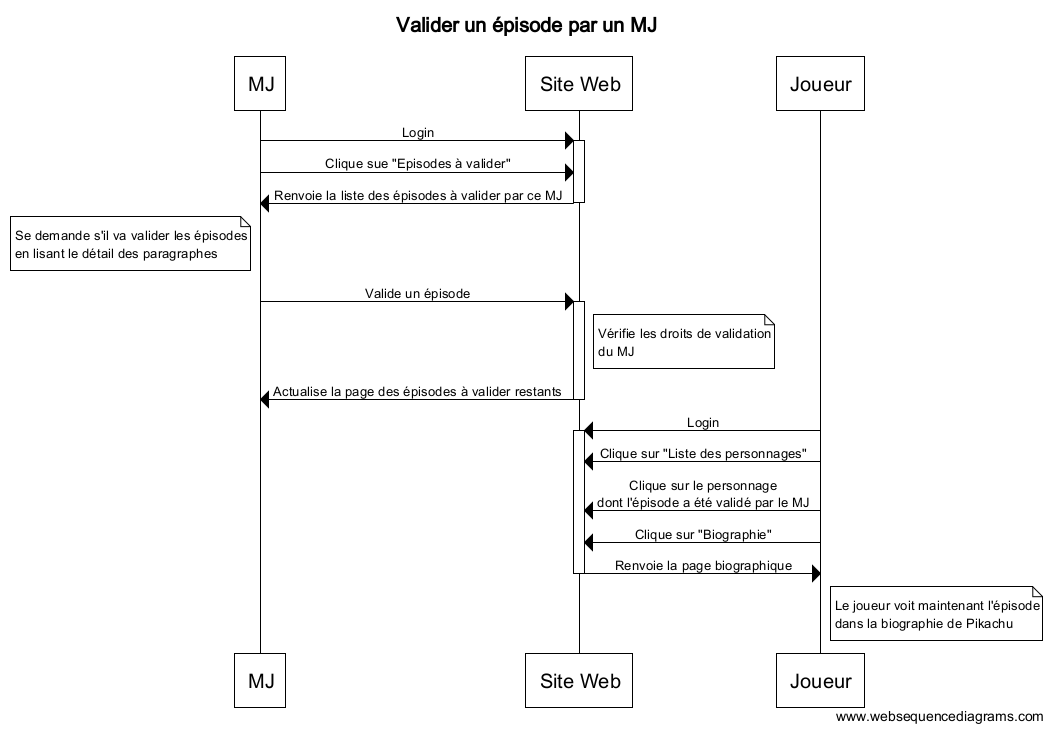 Valider un épisode par un MJ
MJ
Site Web
Joueur
Login
Clique sue "Episodes à valider"
Renvoie la liste des épisodes à valider par ce MJ
Se demande s'il va valider les épisodes
en lisant le détail des paragraphes
Valide un épisode
Vérifie les droits de validation
du MJ
Actualise la page des épisodes à valider restants
Login
Clique sur "Liste des personnages"
Clique sur le personnage
dont l'épisode a été validé par le MJ
Clique sur "Biographie"
Renvoie la page biographique
Le joueur voit maintenant l'épisode
dans la biographie de Pikachu
MJ
Site Web
Joueur
www.websequencediagrams.com